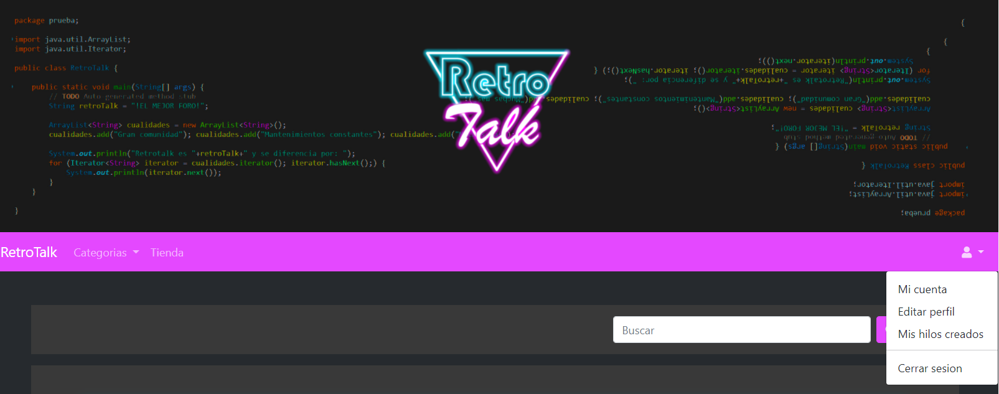 package prueba;
import java.util.ArrayList;
import java.util.Iterator;
public class RetroTalk {
public static void main(String[] args) {
// TODO Auto-generated method stub
String retroTalk = "!EL MEJOR FORO!";
ArrayList<String> cualidades = new ArrayList<String>();
cualidades.add("Gran comunidad"); cualidades.add("Mantenimientos constantes"); cualidades.add("
System.out.println("Retrotalk es "+retroTalk+" y se diferencia por: ");
for (Iterator<String> iterator = cualidades.iterator(); iterator.hasNext();) {
System.out.println(iterator.next());
}
}
}
Retro
Talk
}
}
}
System.out.println(iterator.next());
for (Iterator<String> iterator = cualidades.iterator(); iterator.hasNext();) {
System.out.println("Retrotalk es "+retroTalk+" y se diferencia por: ");
cualidades.add("Gran comunidad"); cualidades.add("Mantenimientos constantes"); cualidades.add("Muchas mas");
ArrayList<String> cualidades = new ArrayList<String>();
String retroTalk = "!EL MEJOR FORO!";
// TODO Auto-generated method stub
public static void main(String[] args) {
public class RetroTalk {
import java.util.Iterator;
import java.util.ArrayList;
package prueba;
RetroTalk Categorias Tienda
Mi cuenta
Editar perfil
Mis hilos creados
Cerrar sesion
Buscar